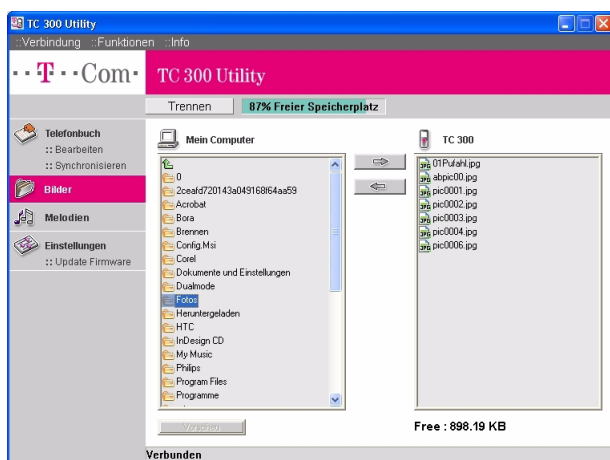 TC 300 Utility
::Verbindung ::Funktionen ::Info
··T··Com·
TC 300 Utility
Trennen
87% Freier Speicherplatz
Telefonbuch
:: Bearbeiten
:: Synchronisieren
Bilder
Melodien
Einstellungen
:: Update Firmware
Mein Computer
0
2ceafd720143a049168f64aa59
Acrobat
Bora
Brennen
Config.Msi
Corel
Dokumente und Einstellungen
Dualmode
Fotos
Heruntergeladen
HTC
InDesign CD
My Music
Philips
Program Files
Programme
Vorschau
TC 300
01Pufahl.jpg
abpic00.jpg
pic0001.jpg
pic0002.jpg
pic0003.jpg
pic0004.jpg
pic0006.jpg
Free : 898.19 KB
Verbunden